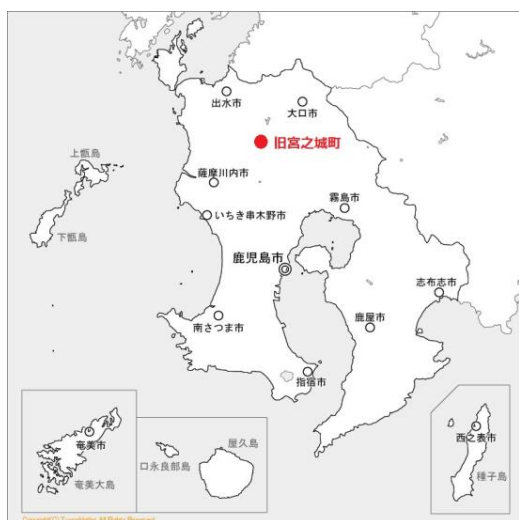 出水市
大口市
旧宮之城町
上甑島
薩摩川内市
下甑島
いちき串木野市
霧島市
鹿児島市
志布志市
南さつま市
鹿屋市
指宿市
奄美市
奄美大島
屋久島
口永良部島
西之表市
種子島